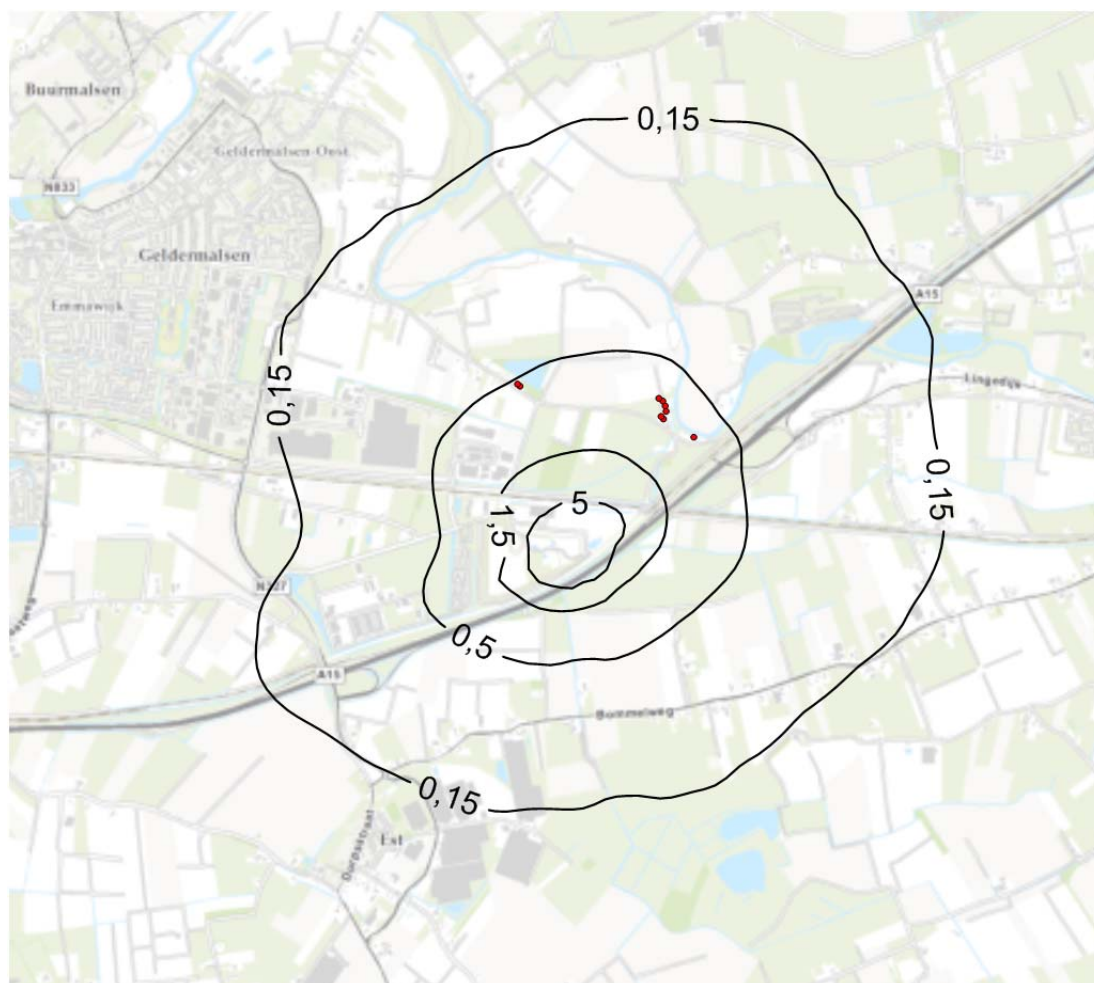 Buurmalsen
0,15
Geldermalsen-Oost
N833
Geldermalsen
A15
Emmawijk
0,15
Lingedijk
0,15
5
1,5
0,5
A15
Bommelweg
0,15
Est
Dorpsstraat